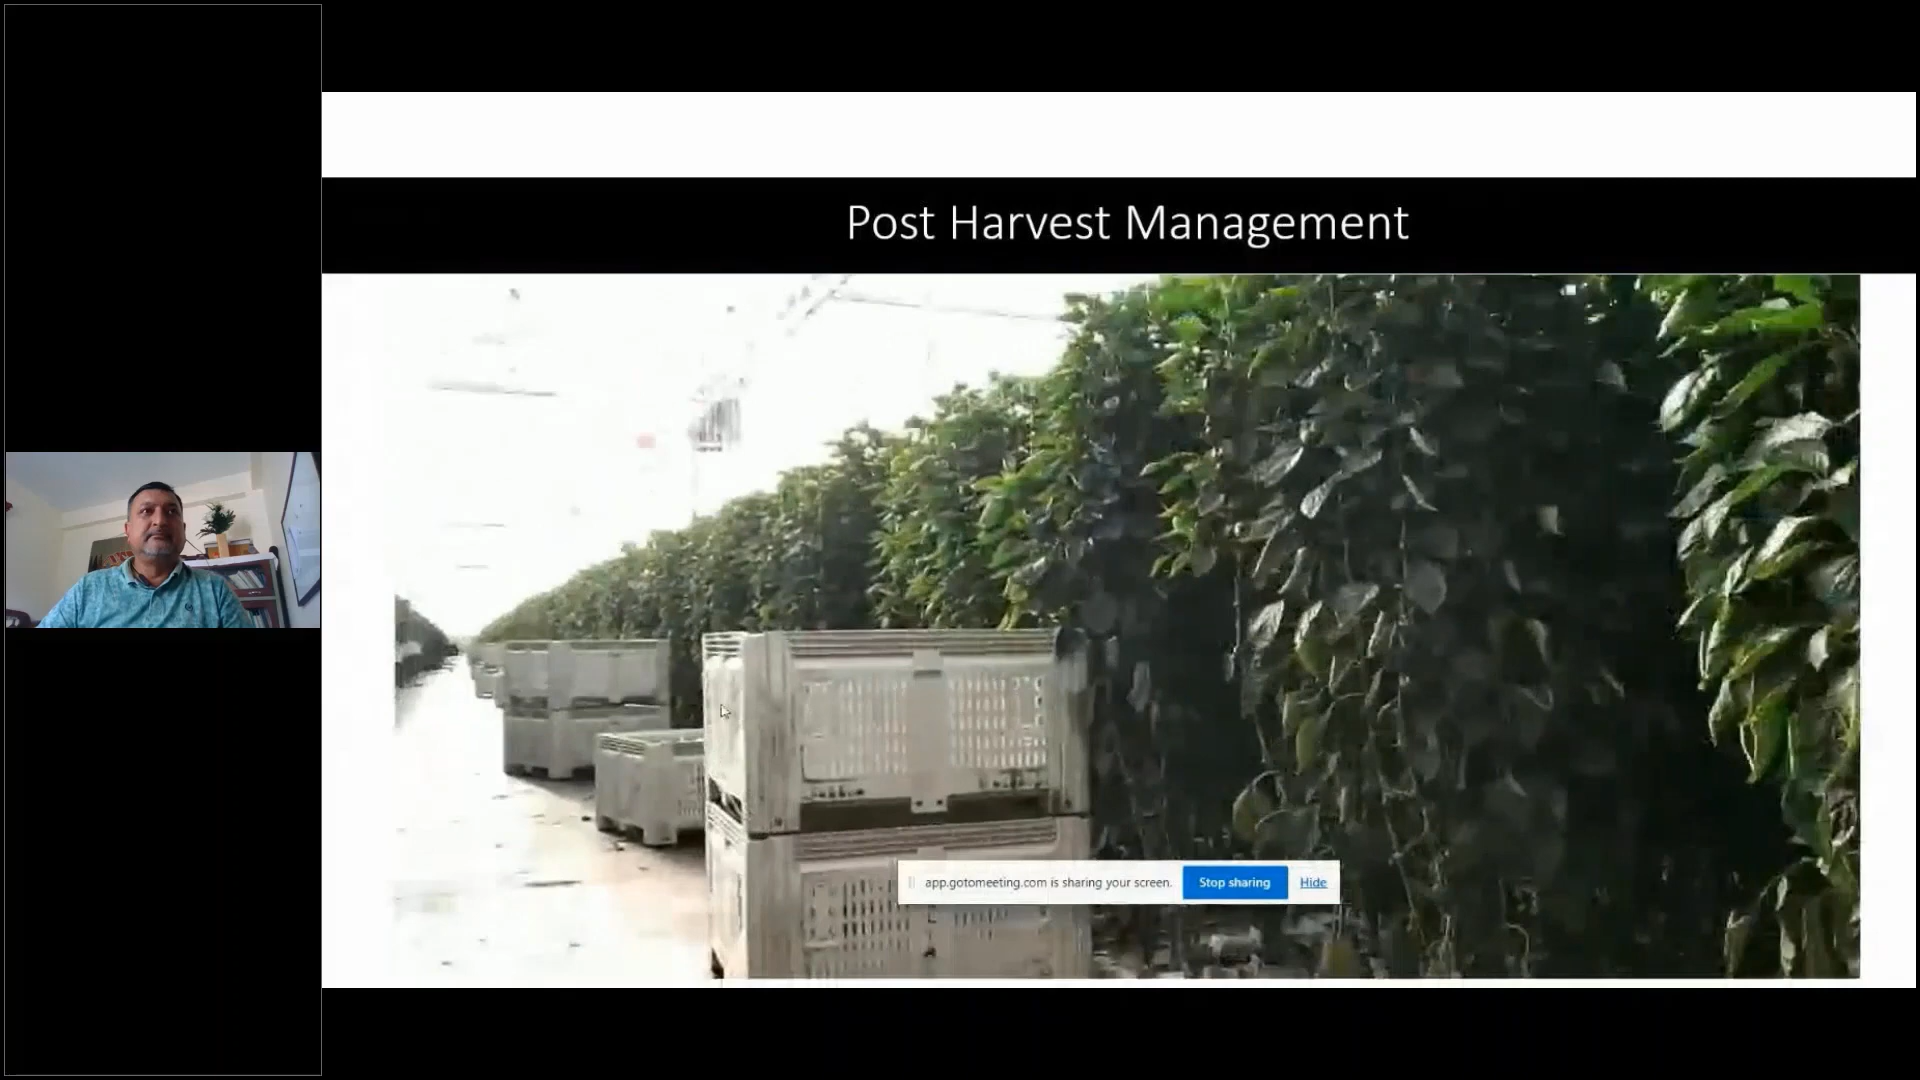 Post Harvest Management
app.gotomeeting.com is sharing your screen.
Stop sharing
Hide